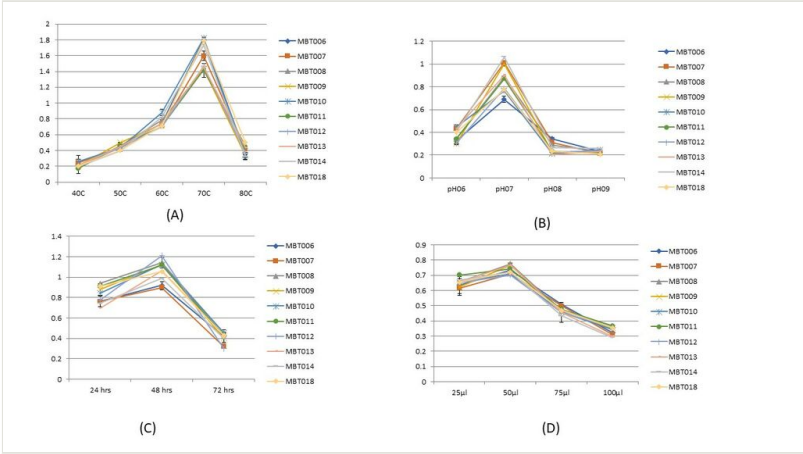 2
1.8
1.6
1.4
1.2
1
0.8
0.6
0.4
0.2
0
40C 50C 60C 70C 80C
MBT006
MBT007
MBT008
MBT009
MBT010
MBT011
MBT012
MBT013
MBT014
MBT018
(A)
1.2
1
0.8
0.6
0.4
0.2
0
pH06 pH07 pH08 pH09
MBT006
MBT007
MBT008
MBT009
MBT010
MBT011
MBT012
MBT013
MBT014
MBT018
(B)
1.4
1.2
1
0.8
0.6
0.4
0.2
0
24 hrs 48 hrs 72 hrs
MBT006
MBT007
MBT008
MBT009
MBT010
MBT011
MBT012
MBT013
MBT014
MBT018
(C)
0.9
0.8
0.7
0.6
0.5
0.4
0.3
0.2
0.1
0
25µl 50µl 75µl 100µl
MBT006
MBT007
MBT008
MBT009
MBT010
MBT011
MBT012
MBT013
MBT014
MBT018
(D)